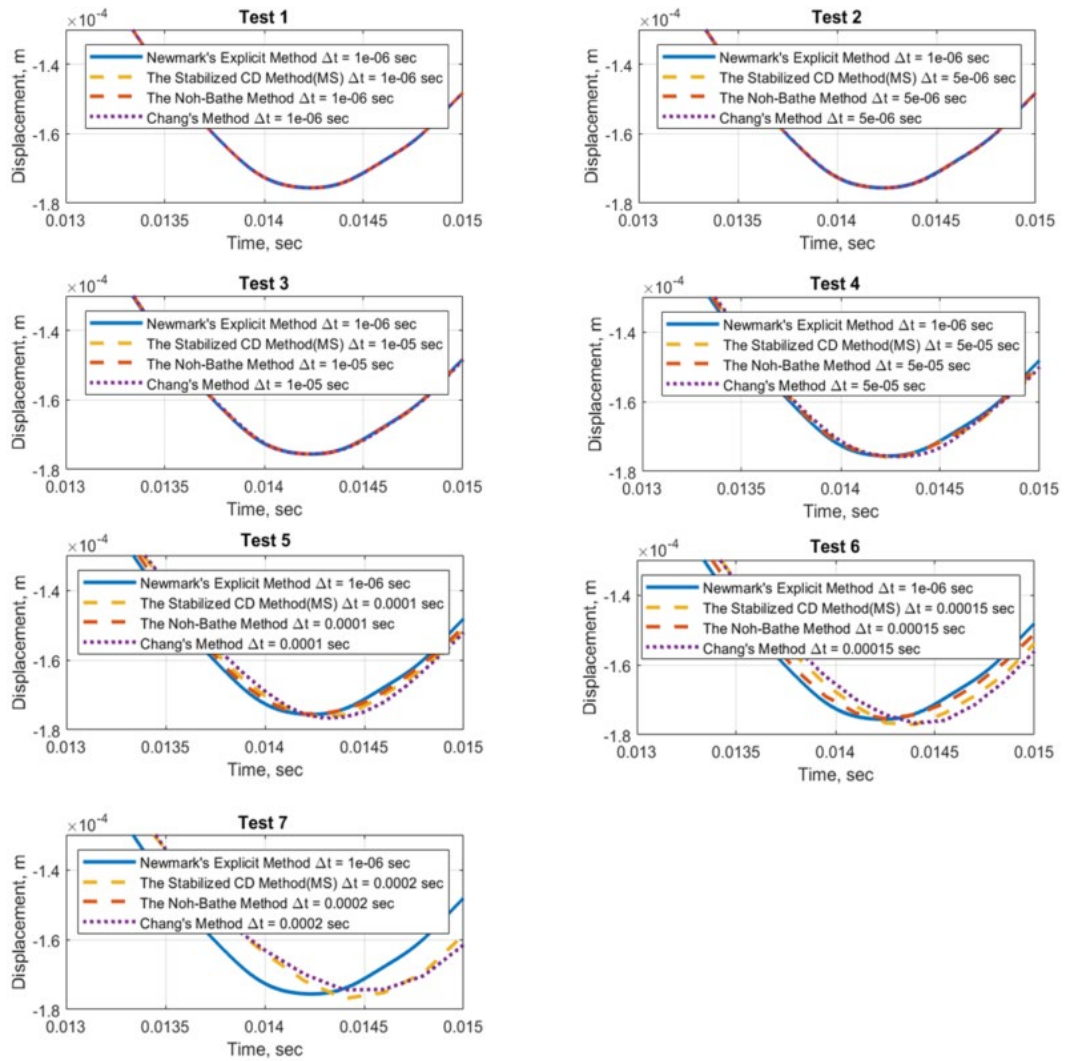 Test 1
×10⁻⁴
Displacement, m
-1.4
-1.6
-1.8
Newmark's Explicit Method Δt = 1e-06 sec
The Stabilized CD Method(MS) Δt = 1e-06 sec
The Noh-Bathe Method Δt = 1e-06 sec
Chang's Method Δt = 1e-06 sec
0.013 0.0135 0.014 0.0145 0.015
Time, sec
Test 2
×10⁻⁴
Displacement, m
-1.4
-1.6
-1.8
Newmark's Explicit Method Δt = 1e-06 sec
The Stabilized CD Method(MS) Δt = 5e-06 sec
The Noh-Bathe Method Δt = 5e-06 sec
Chang's Method Δt = 5e-06 sec
0.013 0.0135 0.014 0.0145 0.015
Time, sec
Test 3
×10⁻⁴
Displacement, m
-1.4
-1.6
-1.8
Newmark's Explicit Method Δt = 1e-06 sec
The Stabilized CD Method(MS) Δt = 1e-05 sec
The Noh-Bathe Method Δt = 1e-05 sec
Chang's Method Δt = 1e-05 sec
0.013 0.0135 0.014 0.0145 0.015
Time, sec
Test 4
×10⁻⁴
Displacement, m
-1.4
-1.6
-1.8
Newmark's Explicit Method Δt = 1e-06 sec
The Stabilized CD Method(MS) Δt = 5e-05 sec
The Noh-Bathe Method Δt = 5e-05 sec
Chang's Method Δt = 5e-05 sec
0.013 0.0135 0.014 0.0145 0.015
Time, sec
Test 5
×10⁻⁴
Displacement, m
-1.4
-1.6
-1.8
Newmark's Explicit Method Δt = 1e-06 sec
The Stabilized CD Method(MS) Δt = 0.0001 sec
The Noh-Bathe Method Δt = 0.0001 sec
Chang's Method Δt = 0.0001 sec
0.013 0.0135 0.014 0.0145 0.015
Time, sec
Test 6
×10⁻⁴
Displacement, m
-1.4
-1.6
-1.8
Newmark's Explicit Method Δt = 1e-06 sec
The Stabilized CD Method(MS) Δt = 0.00015 sec
The Noh-Bathe Method Δt = 0.00015 sec
Chang's Method Δt = 0.00015 sec
0.013 0.0135 0.014 0.0145 0.015
Time, sec
Test 7
×10⁻⁴
Displacement, m
-1.4
-1.6
-1.8
Newmark's Explicit Method Δt = 1e-06 sec
The Stabilized CD Method(MS) Δt = 0.0002 sec
The Noh-Bathe Method Δt = 0.0002 sec
Chang's Method Δt = 0.0002 sec
0.013 0.0135 0.014 0.0145 0.015
Time, sec